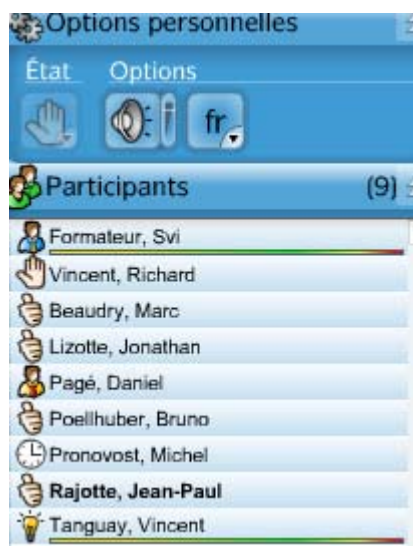 Options personnelles
État Options
fr
Participants (9)
Formateur, Svi
Vincent, Richard
Beaudry, Marc
Lizotte, Jonathan
Pagé, Daniel
Poellhuber, Bruno
Pronovost, Michel
Rajotte, Jean-Paul
Tanguay, Vincent